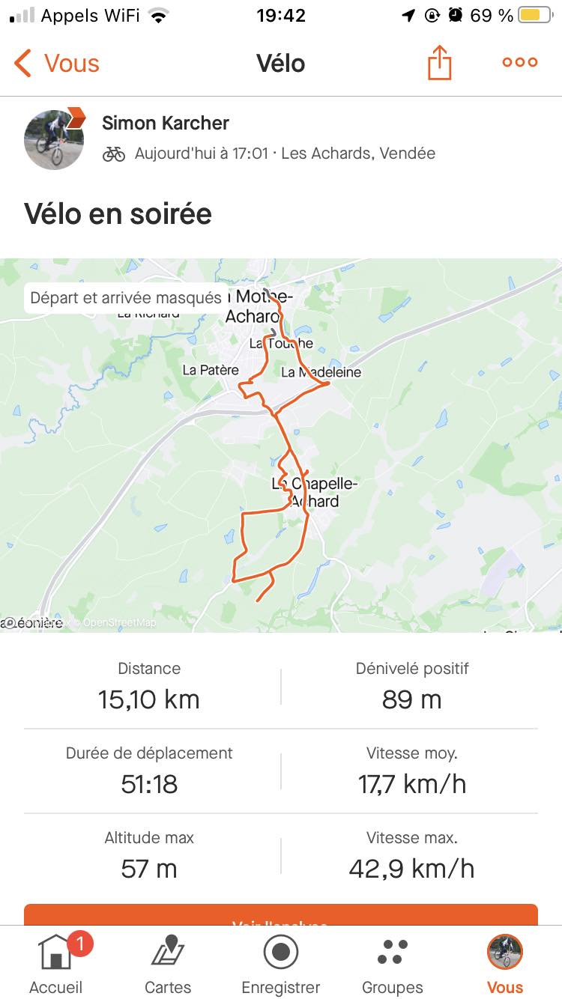 Appels WiFi 19:42 69 %
Vous Vélo
Simon Karcher
Aujourd'hui à 17:01 · Les Achards, Vendée
Vélo en soirée
Départ et arrivée masqués
La Mothe-
Achard
La Richard
La Touche
La Patère
La Madeleine
La Chapelle-
Achard
© OpenStreetMap
Distance Dénivelé positif
15,10 km 89 m
Durée de déplacement Vitesse moy.
51:18 17,7 km/h
Altitude max Vitesse max.
57 m 42,9 km/h
Voir l'analyse
1
Accueil Cartes Enregistrer Groupes Vous